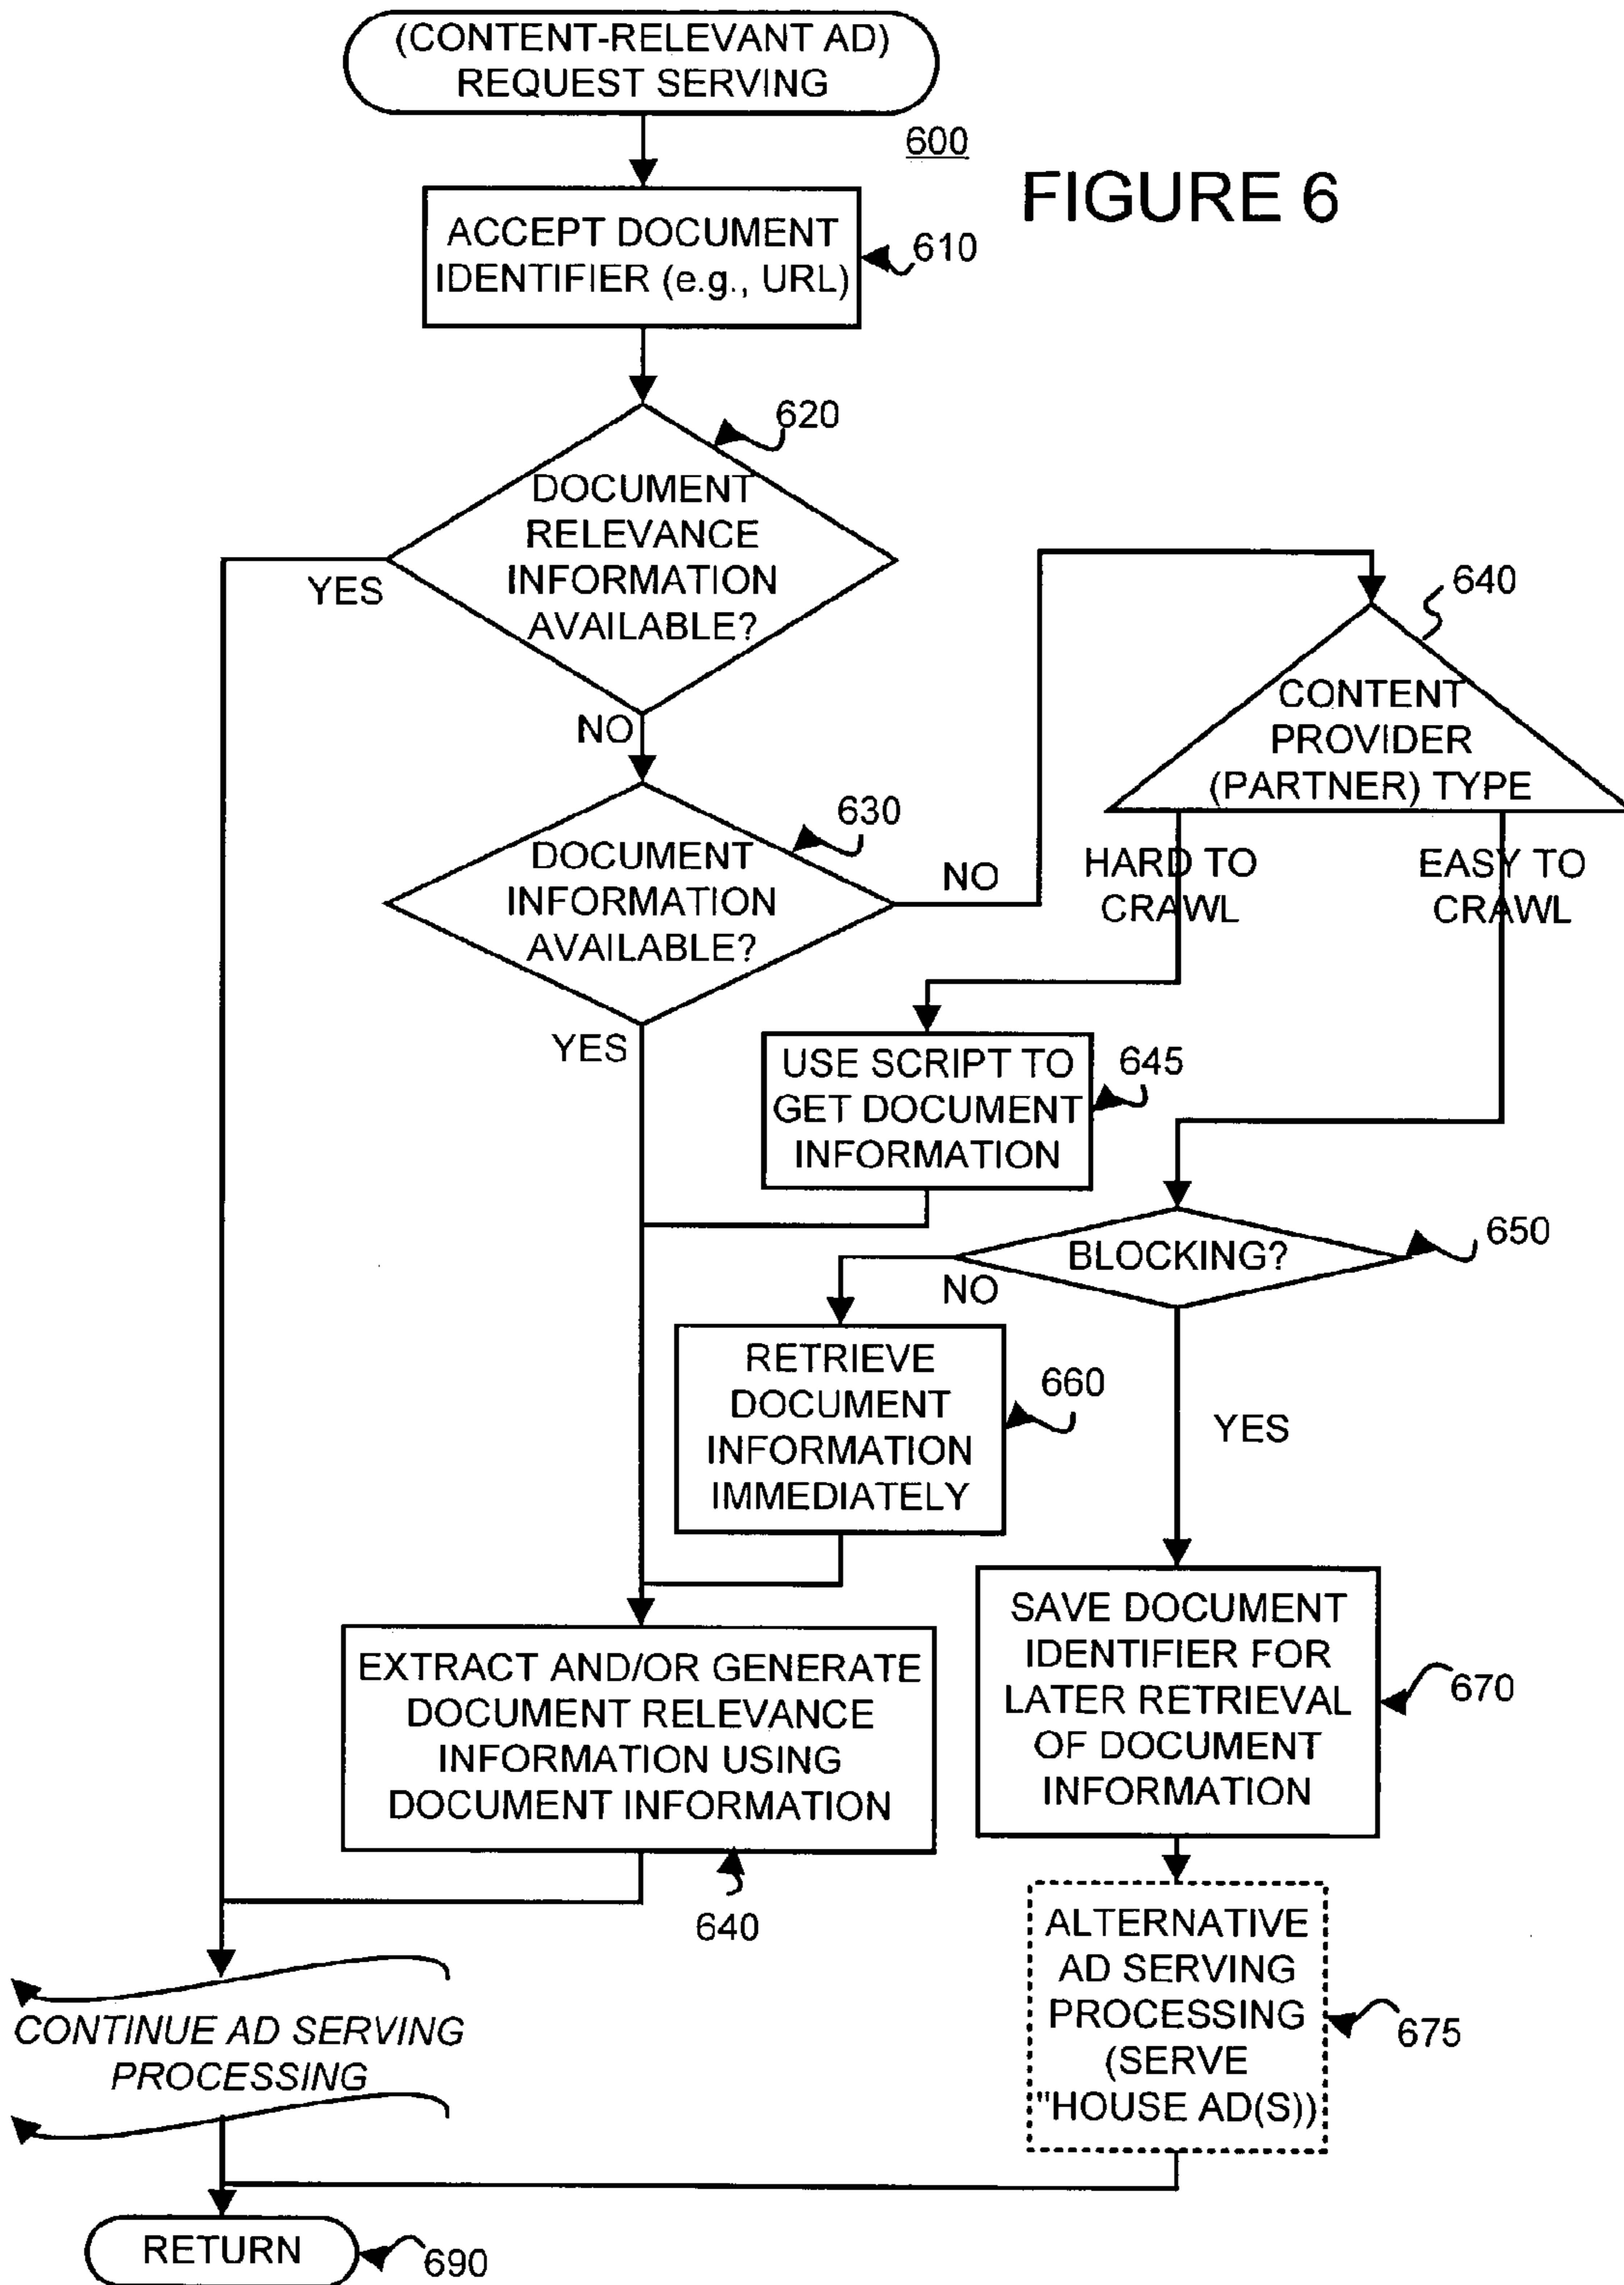 (CONTENT-RELEVANT AD)
REQUEST SERVING
600
FIGURE 6
ACCEPT DOCUMENT
IDENTIFIER (e.g., URL)
610
620
DOCUMENT
RELEVANCE
INFORMATION
AVAILABLE?
YES
NO
640
CONTENT
PROVIDER
(PARTNER) TYPE
630
DOCUMENT
INFORMATION
AVAILABLE?
NO
YES
HARD TO
CRAWL
EASY TO
CRAWL
USE SCRIPT TO
GET DOCUMENT
INFORMATION
645
BLOCKING?
650
NO
YES
RETRIEVE
DOCUMENT
INFORMATION
IMMEDIATELY
660
EXTRACT AND/OR GENERATE
DOCUMENT RELEVANCE
INFORMATION USING
DOCUMENT INFORMATION
640
SAVE DOCUMENT
IDENTIFIER FOR
LATER RETRIEVAL
OF DOCUMENT
INFORMATION
670
ALTERNATIVE
AD SERVING
PROCESSING
(SERVE
"HOUSE AD(S))
675
CONTINUE AD SERVING
PROCESSING
RETURN
690